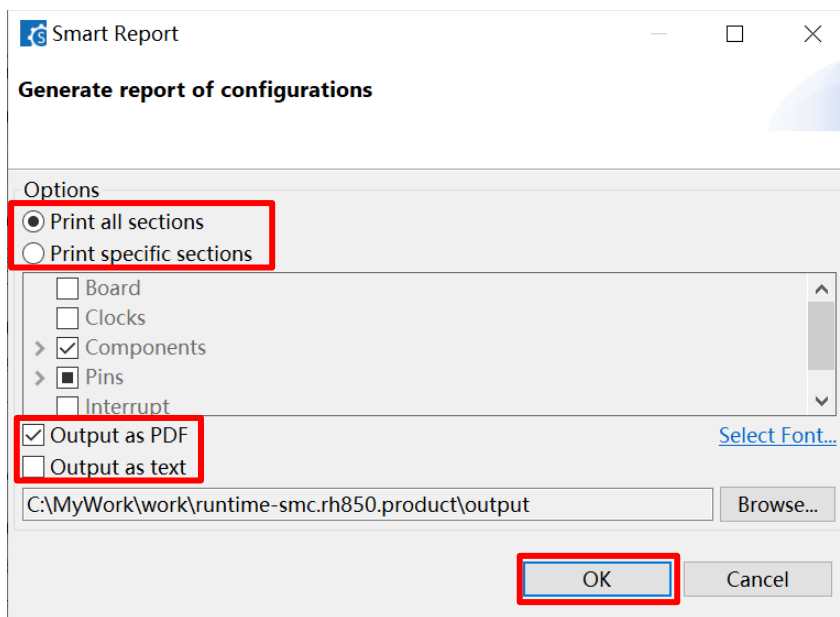 Smart Report
Generate report of configurations
Options
Print all sections
Print specific sections
Board
Clocks
Components
Pins
Interrupt
Output as PDF
Select Font...
Output as text
C:\MyWork\work\runtime-smc.rh850.product\output
Browse...
OK
Cancel